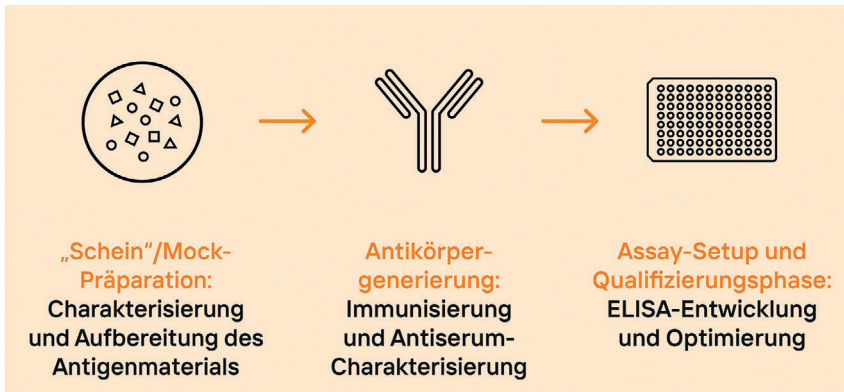 „Schein“/Mock-
Präparation:
Charakterisierung
und Aufbereitung des
Antigenmaterials
Antikörper-
generierung:
Immunisierung
und Antiserum-
Charakterisierung
Assay-Setup und
Qualifizierungsphase:
ELISA-Entwicklung
und Optimierung